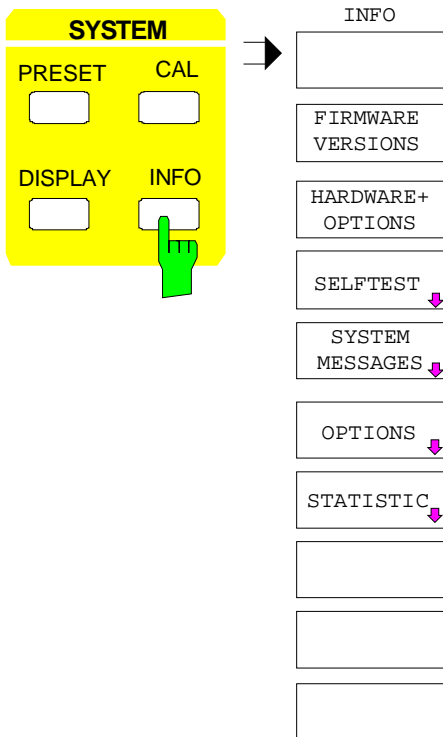 SYSTEM
PRESET
CAL
DISPLAY
INFO
INFO
FIRMWARE
VERSIONS
HARDWARE+
OPTIONS
SELFTEST
SYSTEM
MESSAGES
OPTIONS
STATISTIC